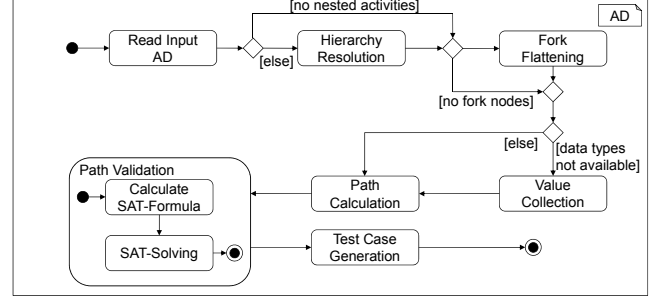 [no nested activities]
AD
Read Input
AD
[else]
Hierarchy
Resolution
Fork
Flattening
[no fork nodes]
[else]
[data types
not available]
Path Validation
Calculate
SAT-Formula
SAT-Solving
Path
Calculation
Value
Collection
Test Case
Generation